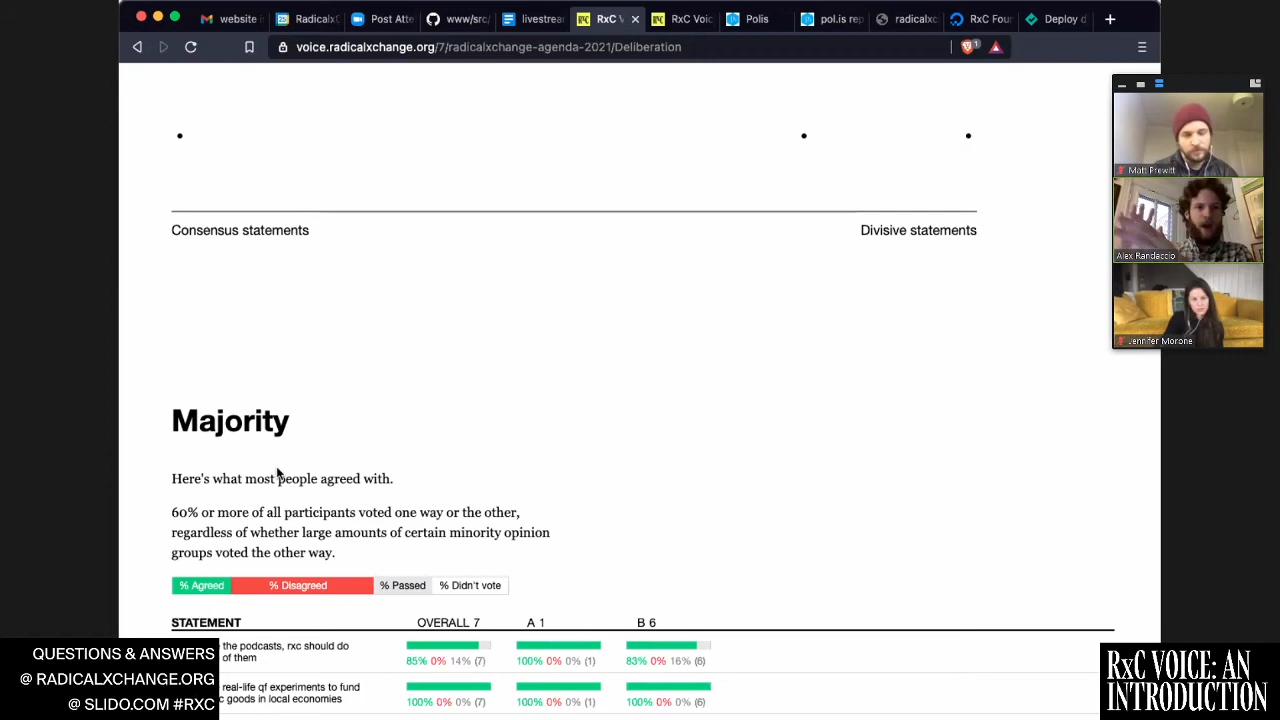 website i
RadicalxC
Post Atte
www/src/
livestrear
RxC V
RxC Voic
Polis
pol.is rep
radicalxc
RxC Foun
Deploy d
voice.radicalxchange.org/7/radicalxchange-agenda-2021/Deliberation
1
Consensus statements
Divisive statements
Matt Prewitt
Alex Randaccio
Jennifer Morone
Majority
Here's what most people agreed with.
60% or more of all participants voted one way or the other,
regardless of whether large amounts of certain minority opinion
groups voted the other way.
% Agreed % Disagreed % Passed % Didn't vote
STATEMENT OVERALL 7 A 1 B 6
the podcasts, rxc should do
of them
85% 0% 14% (7) 100% 0% 0% (1) 83% 0% 16% (6)
real-life qf experiments to fund
c goods in local economies
100% 0% 0% (7) 100% 0% 0% (1) 100% 0% 0% (6)
QUESTIONS & ANSWERS
@ RADICALXCHANGE.ORG
@ SLIDO.COM #RXC
RxC VOICE: AN
INTRODUCTION